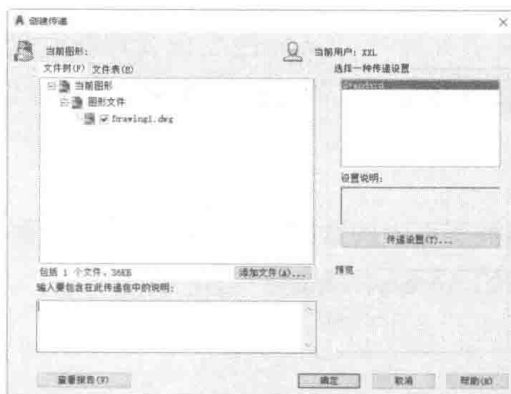 创建传递
当前图形:
当前用户: XXL
文件树(F) 文件表(E)
选择一种传递设置
当前图形
Standard
图形文件
Drawing1.dwg
设置说明:
传递设置(T)...
包括 1 个文件, 36KB
添加文件(A)...
预览
输入要包含在此传递包中的说明:
查看报告(V)
确定
取消
帮助(H)